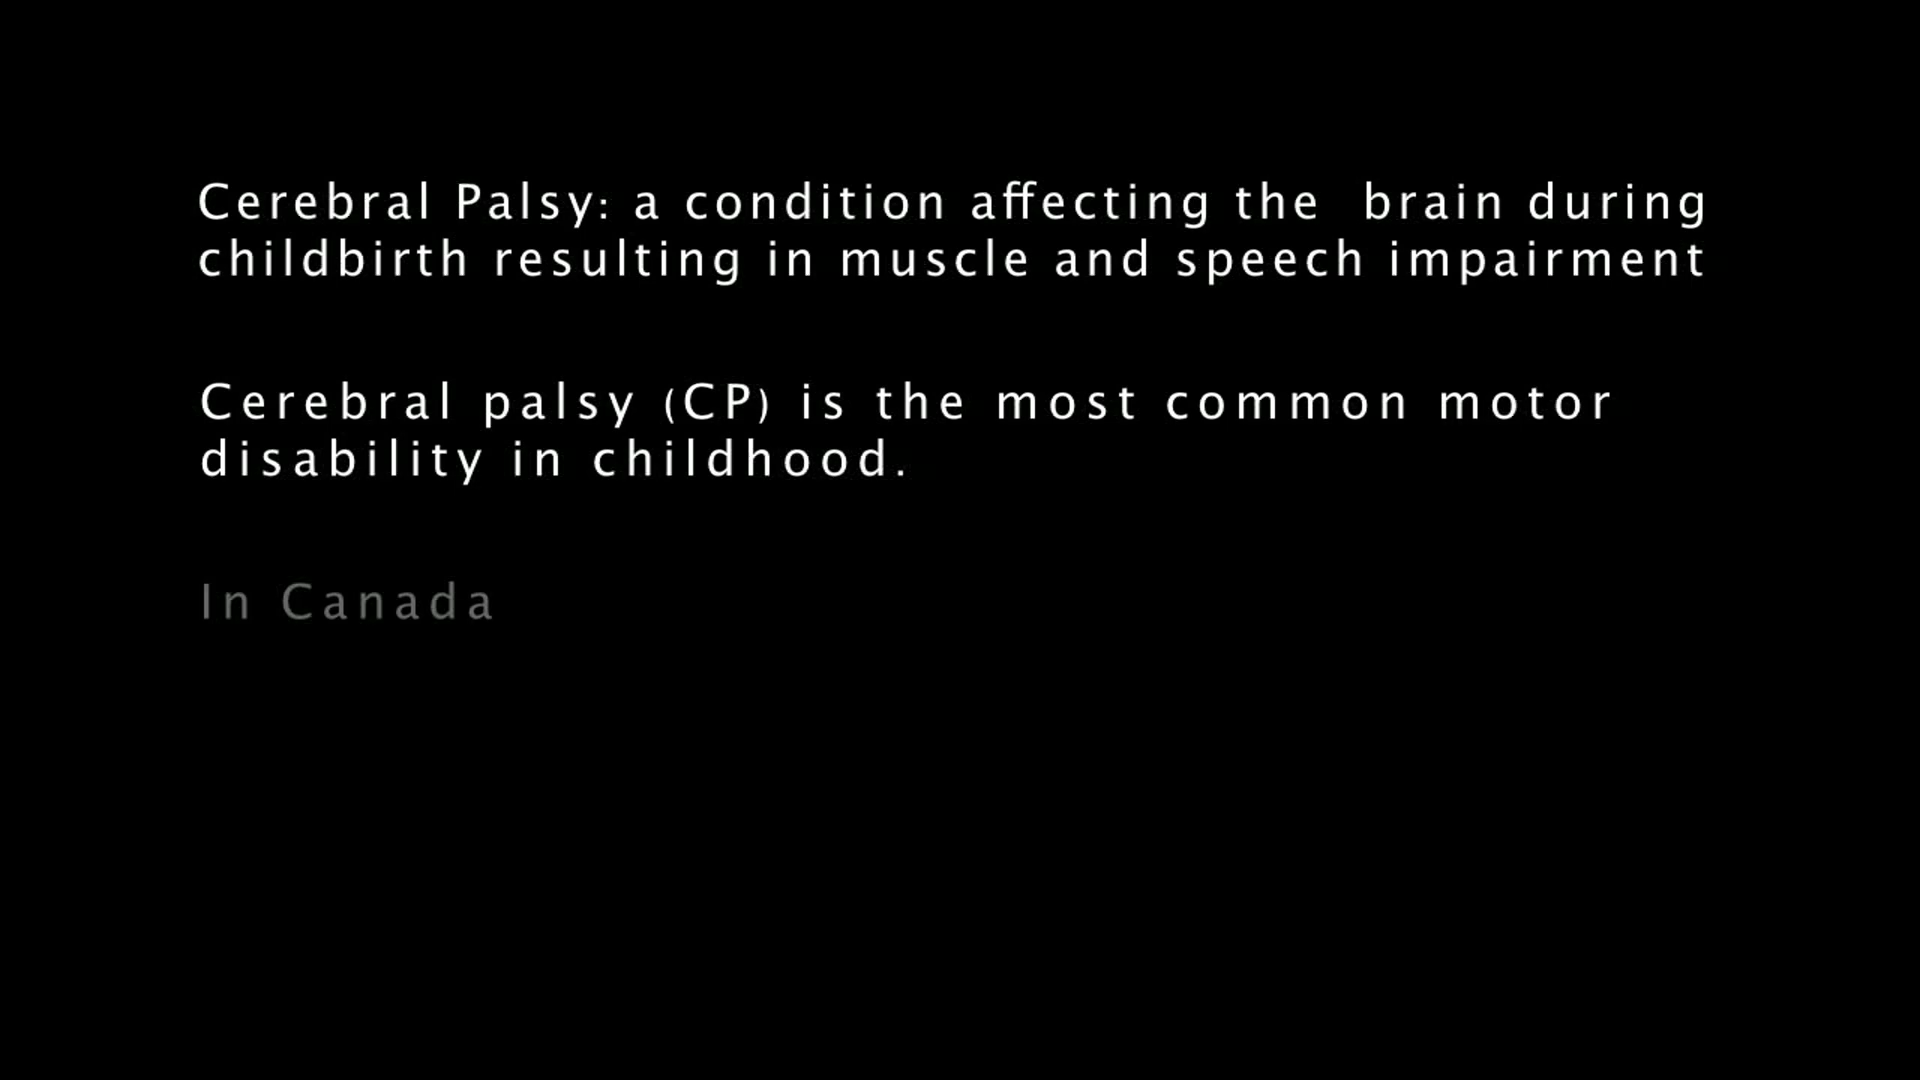 Cerebral Palsy: a condition affecting the  brain during
childbirth resulting in muscle and speech impairment
Cerebral palsy (CP) is the most common motor
disability in childhood.
In Canada